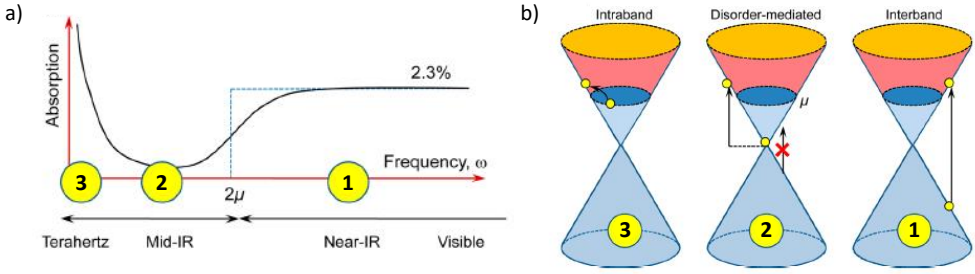 a)
Absorption
2.3%
Frequency, ω
3
2
1
2μ
Terahertz
Mid-IR
Near-IR
Visible
b)
Intraband
Disorder-mediated
Interband
μ
3
2
1